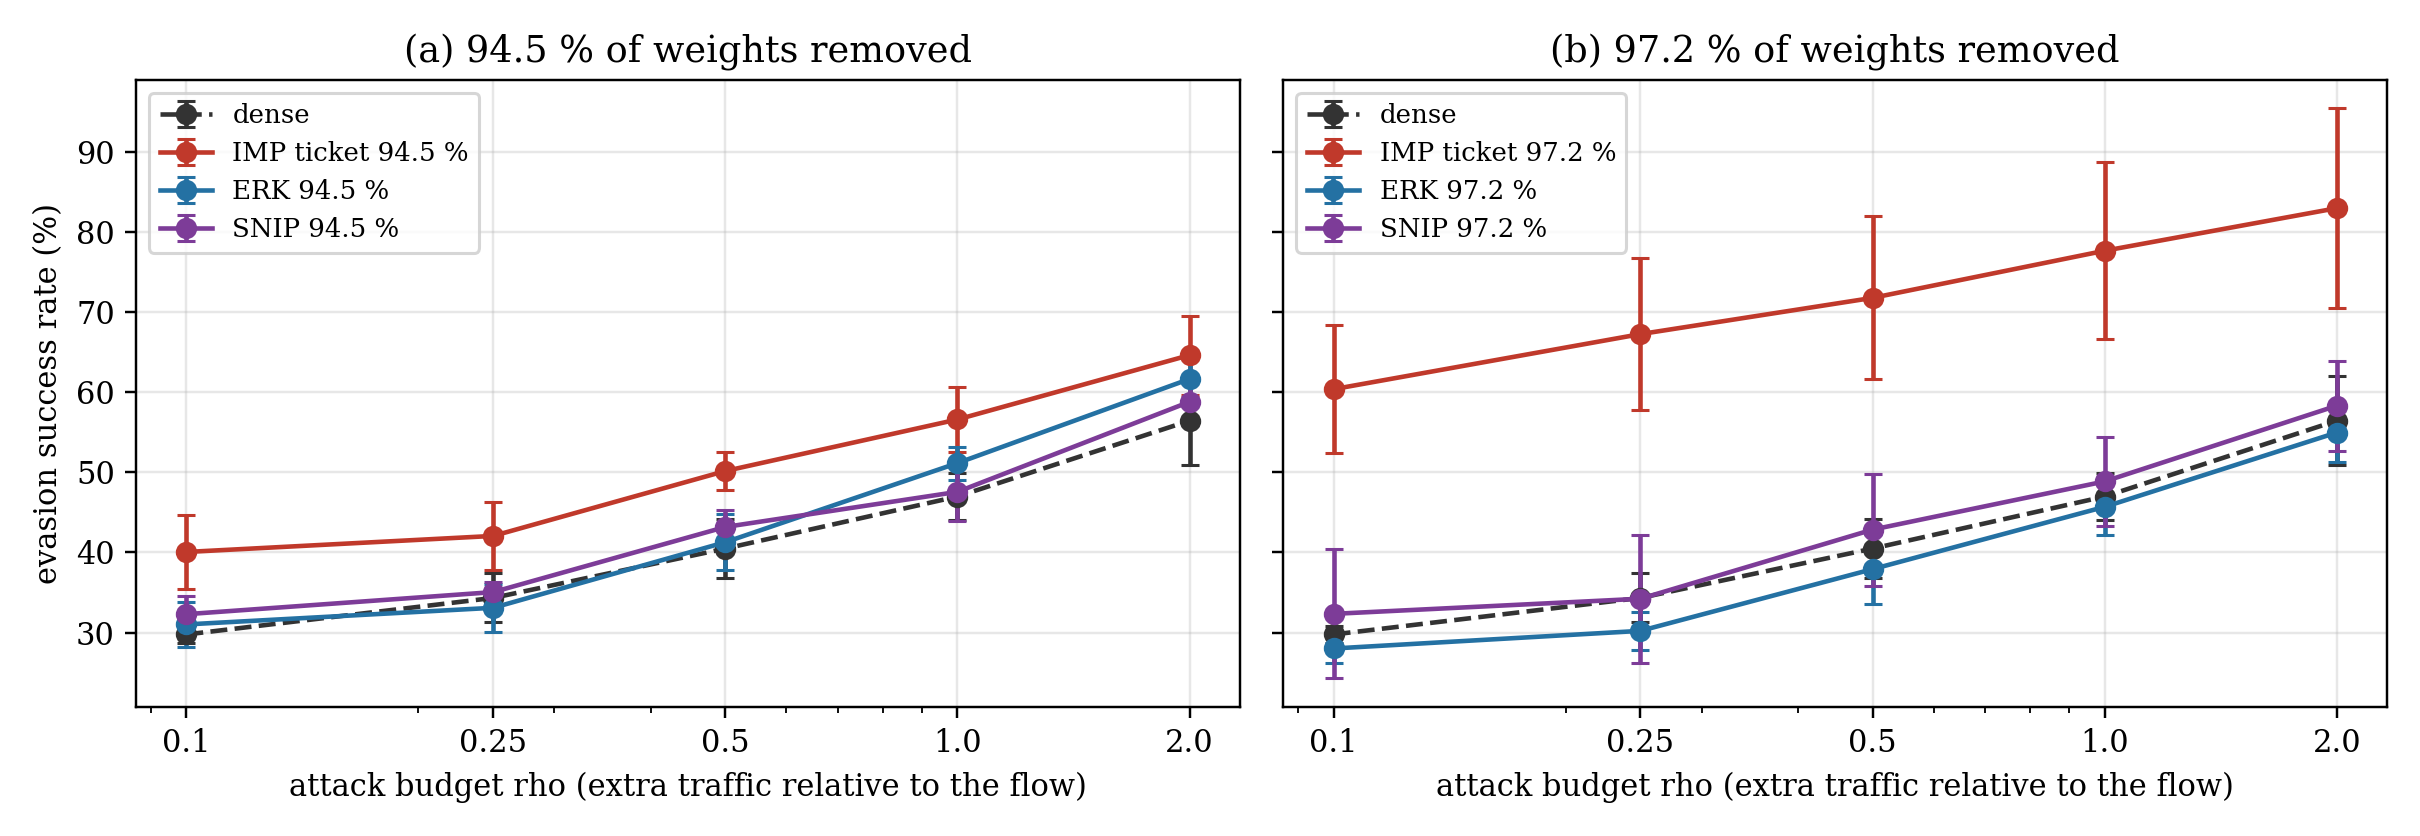 (a) 94.5 % of weights removed
dense
IMP ticket 94.5 %
ERK 94.5 %
SNIP 94.5 %
evasion success rate (%)
90
80
70
60
50
40
30
0.1 0.25 0.5 1.0 2.0
attack budget rho (extra traffic relative to the flow)
(b) 97.2 % of weights removed
dense
IMP ticket 97.2 %
ERK 97.2 %
SNIP 97.2 %
0.1 0.25 0.5 1.0 2.0
attack budget rho (extra traffic relative to the flow)